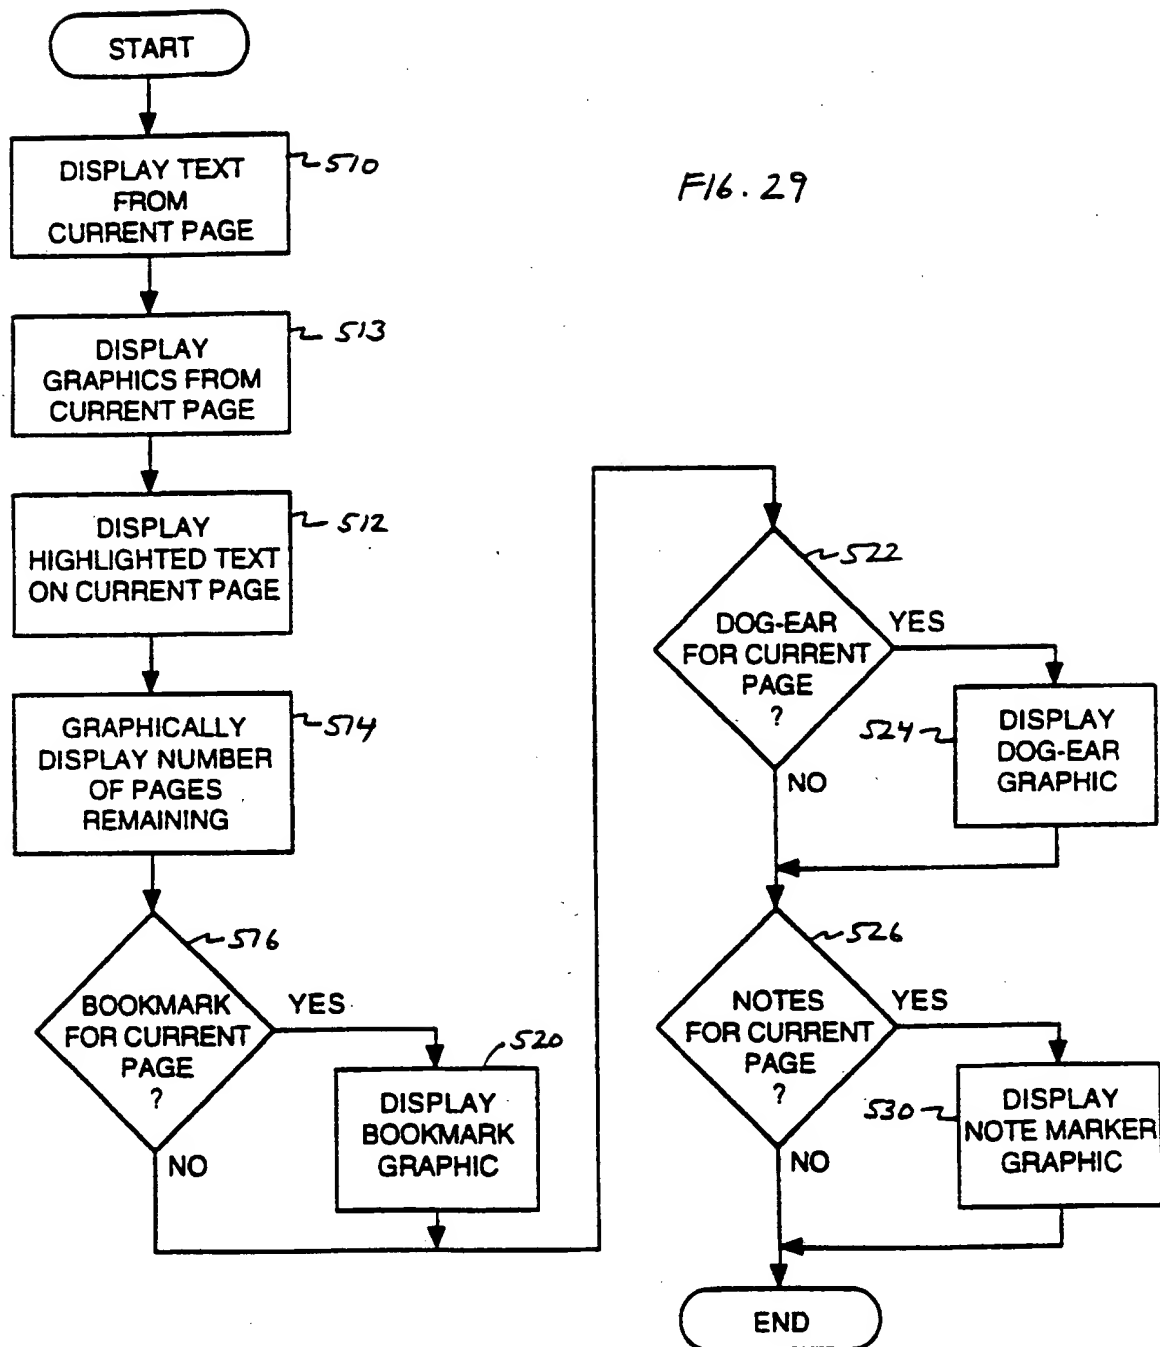 START
DISPLAY TEXT
FROM
CURRENT PAGE
510
FIG. 29
DISPLAY
GRAPHICS FROM
CURRENT PAGE
513
DISPLAY
HIGHLIGHTED TEXT
ON CURRENT PAGE
512
GRAPHICALLY
DISPLAY NUMBER
OF PAGES
REMAINING
514
BOOKMARK
FOR CURRENT
PAGE
?
516
YES
NO
DISPLAY
BOOKMARK
GRAPHIC
520
DOG-EAR
FOR CURRENT
PAGE
?
522
YES
NO
DISPLAY
DOG-EAR
GRAPHIC
524
NOTES
FOR CURRENT
PAGE
?
526
YES
NO
DISPLAY
NOTE MARKER
GRAPHIC
530
END